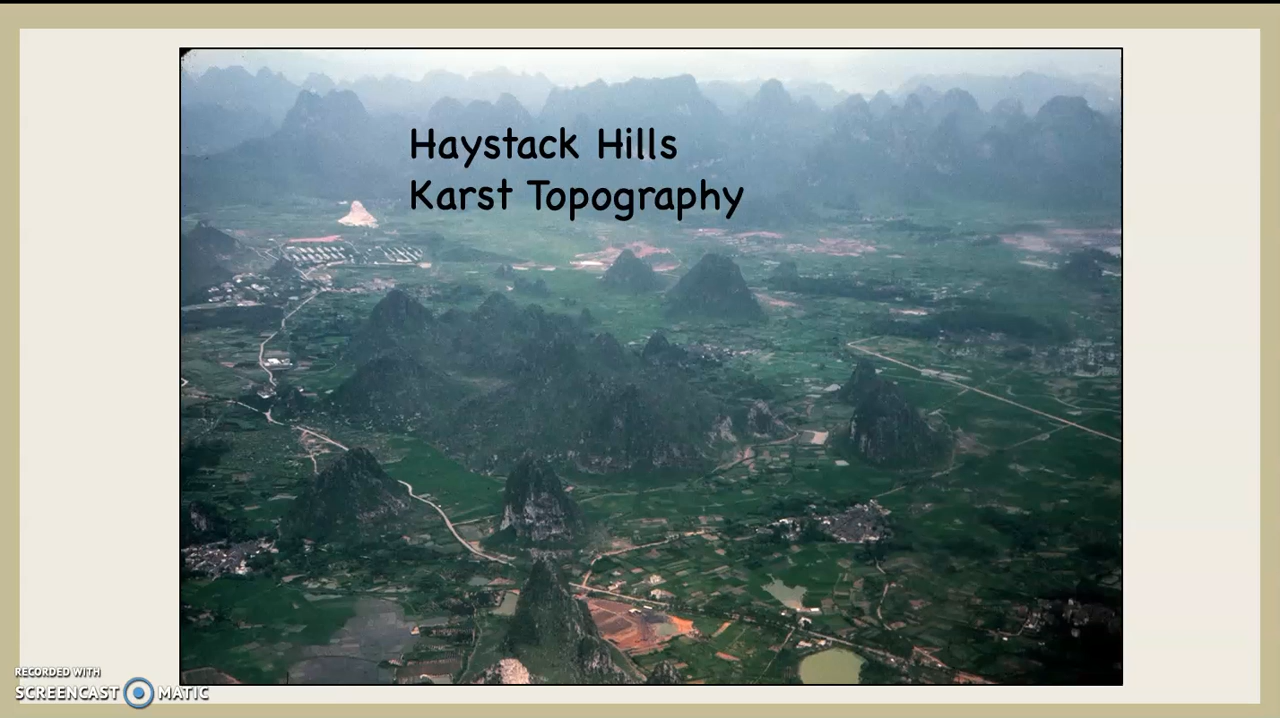 Haystack Hills
Karst Topography
RECORDED WITH
SCREENCAST MATIC